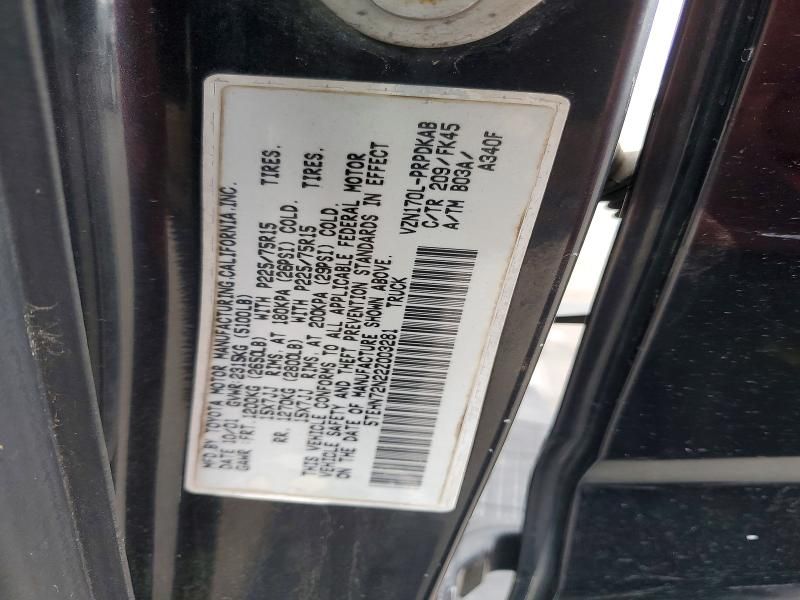 MFD BY TOYOTA MOTOR MANUFACTURING, CALIFORNIA INC.
DATE 10/01 GVWR 2315KG (5100LB)
GAWR FRT. 1200KG (2650LB) WITH P225/75R15 TIRES.
15X7JJ RIMS. AT 180KPA (26PSI) COLD.
RR. 1270KG (2800LB) WITH P225/75R15 TIRES.
15X7JJ RIMS. AT 200KPA (29PSI) COLD.
THIS VEHICLE CONFORMS TO ALL APPLICABLE FEDERAL MOTOR
VEHICLE SAFETY AND THEFT PREVENTION STANDARDS IN EFFECT
ON THE DATE OF MANUFACTURE SHOWN ABOVE.
5TEWN72N22Z003281 TRUCK
VZN170L-PRPDKAB
C/TR 209/FK45
A/TM B03A/
A340F